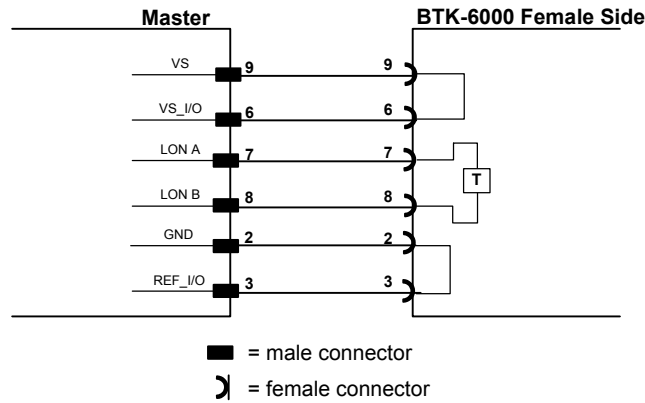 Master BTK-6000 Female Side
VS 9 9
VS_I/O 6 6
LON A 7 7
T
LON B 8 8
GND 2 2
REF_I/O 3 3
= male connector
= female connector